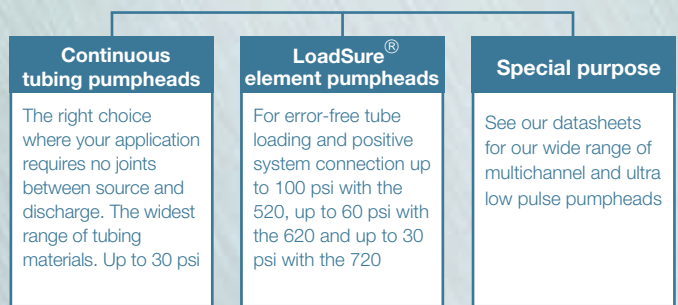 Continuous
tubing pumpheads
The right choice
where your application
requires no joints
between source and
discharge. The widest
range of tubing
materials. Up to 30 psi
LoadSure®
element pumpheads
For error-free tube
loading and positive
system connection up
to 100 psi with the
520, up to 60 psi with
the 620 and up to 30
psi with the 720
Special purpose
See our datasheets
for our wide range of
multichannel and ultra
low pulse pumpheads